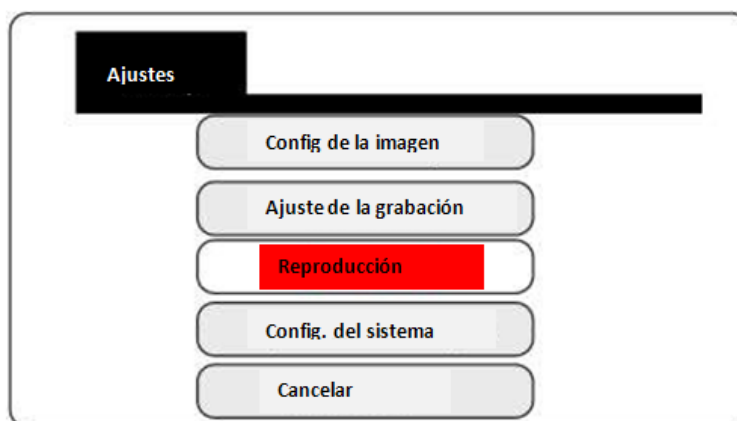 Ajustes
Config de la imagen
Ajuste de la grabación
Reproducción
Config. del sistema
Cancelar